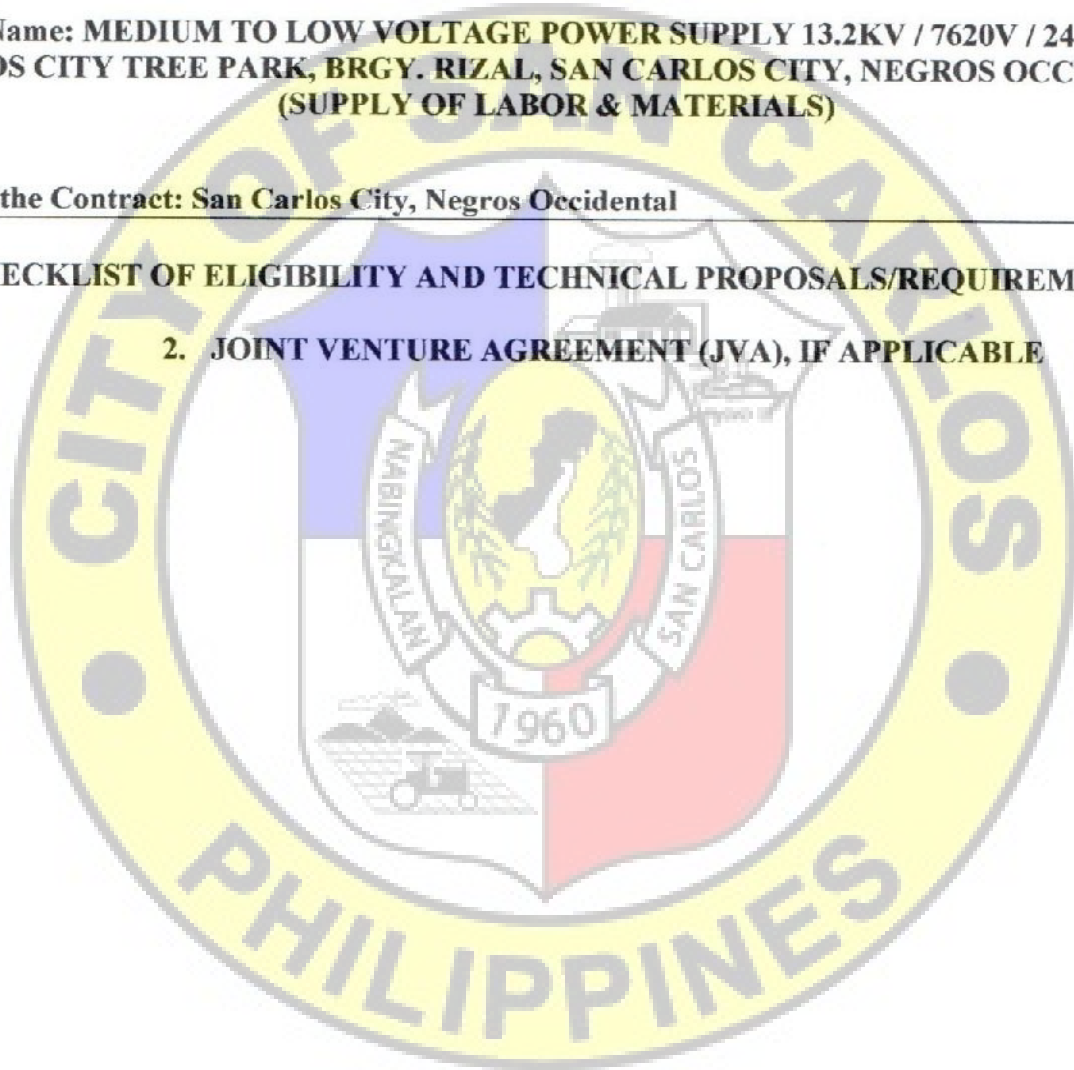 Name: MEDIUM TO LOW VOLTAGE POWER SUPPLY 13.2KV / 7620V / 24
OS CITY TREE PARK, BRGY. RIZAL, SAN CARLOS CITY, NEGROS OCC
(SUPPLY OF LABOR & MATERIALS)
the Contract: San Carlos City, Negros Occidental
ECKLIST OF ELIGIBILITY AND TECHNICAL PROPOSALS/REQUIREM
2. JOINT VENTURE AGREEMENT (JVA), IF APPLICABLE
CITY OF SAN CARLOS
NABINGKALAN
SAN CARLOS
1960
PHILIPPINES